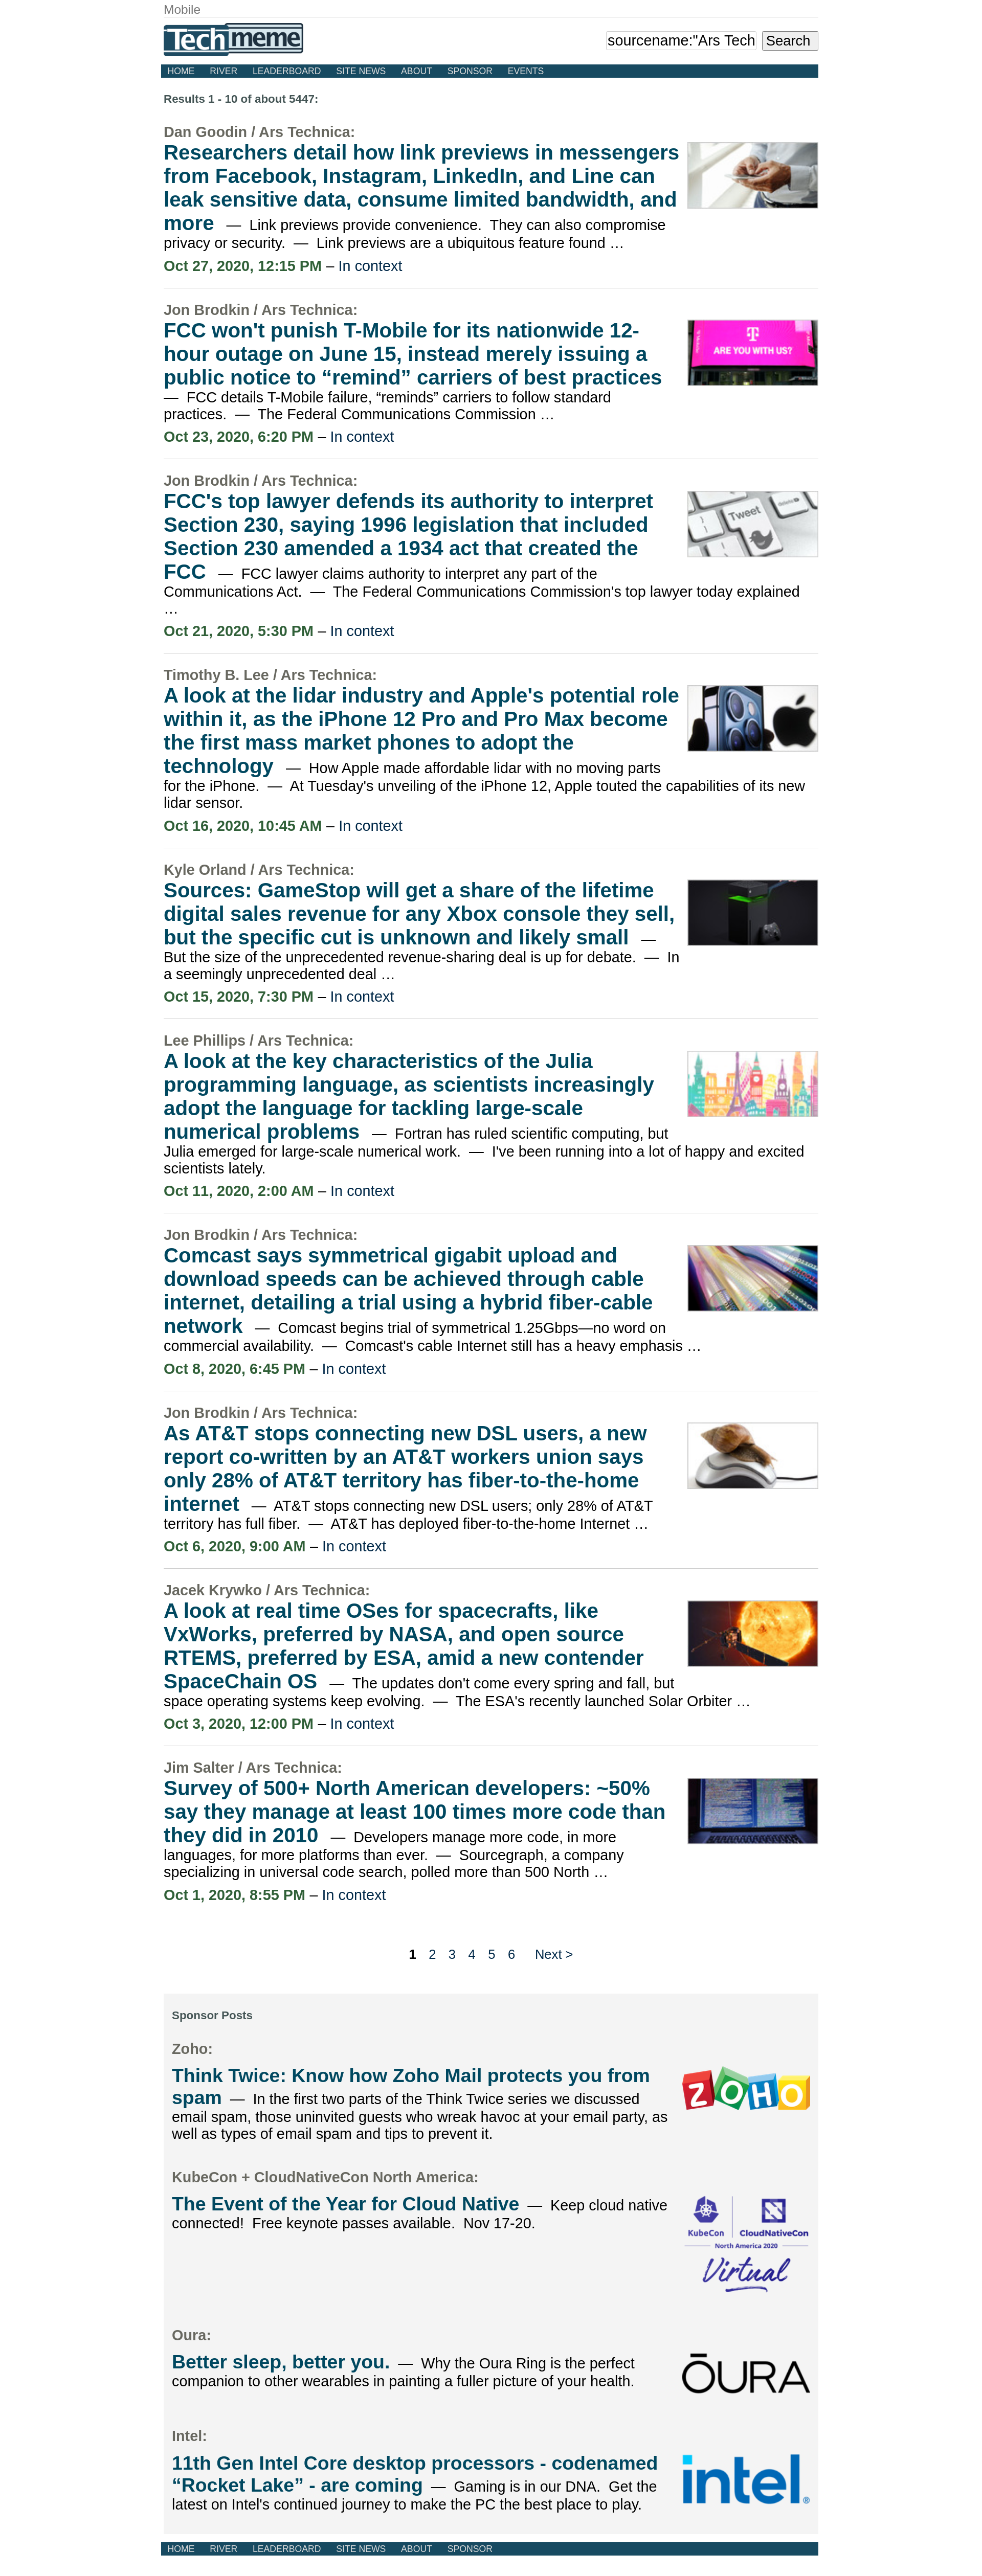 Mobile
Techmeme
sourcename:"Ars Tech
Search
HOME RIVER LEADERBOARD SITE NEWS ABOUT SPONSOR EVENTS
Results 1 - 10 of about 5447:
Dan Goodin / Ars Technica:
Researchers detail how link previews in messengers
from Facebook, Instagram, LinkedIn, and Line can
leak sensitive data, consume limited bandwidth, and
more — Link previews provide convenience. They can also compromise
privacy or security. — Link previews are a ubiquitous feature found …
Oct 27, 2020, 12:15 PM – In context
Jon Brodkin / Ars Technica:
FCC won't punish T-Mobile for its nationwide 12-
hour outage on June 15, instead merely issuing a
public notice to “remind” carriers of best practices
— FCC details T-Mobile failure, “reminds” carriers to follow standard
practices. — The Federal Communications Commission …
T
ARE YOU WITH US?
Oct 23, 2020, 6:20 PM – In context
Jon Brodkin / Ars Technica:
FCC's top lawyer defends its authority to interpret
Section 230, saying 1996 legislation that included
Section 230 amended a 1934 act that created the
FCC — FCC lawyer claims authority to interpret any part of the
Communications Act. — The Federal Communications Commission's top lawyer today explained
…
Tweet
Oct 21, 2020, 5:30 PM – In context
Timothy B. Lee / Ars Technica:
A look at the lidar industry and Apple's potential role
within it, as the iPhone 12 Pro and Pro Max become
the first mass market phones to adopt the
technology — How Apple made affordable lidar with no moving parts
for the iPhone. — At Tuesday's unveiling of the iPhone 12, Apple touted the capabilities of its new
lidar sensor.
Oct 16, 2020, 10:45 AM – In context
Kyle Orland / Ars Technica:
Sources: GameStop will get a share of the lifetime
digital sales revenue for any Xbox console they sell,
but the specific cut is unknown and likely small —
But the size of the unprecedented revenue-sharing deal is up for debate. — In
a seemingly unprecedented deal …
Oct 15, 2020, 7:30 PM – In context
Lee Phillips / Ars Technica:
A look at the key characteristics of the Julia
programming language, as scientists increasingly
adopt the language for tackling large-scale
numerical problems — Fortran has ruled scientific computing, but
Julia emerged for large-scale numerical work. — I've been running into a lot of happy and excited
scientists lately.
Oct 11, 2020, 2:00 AM – In context
Jon Brodkin / Ars Technica:
Comcast says symmetrical gigabit upload and
download speeds can be achieved through cable
internet, detailing a trial using a hybrid fiber-cable
network — Comcast begins trial of symmetrical 1.25Gbps—no word on
commercial availability. — Comcast's cable Internet still has a heavy emphasis …
Oct 8, 2020, 6:45 PM – In context
Jon Brodkin / Ars Technica:
As AT&T stops connecting new DSL users, a new
report co-written by an AT&T workers union says
only 28% of AT&T territory has fiber-to-the-home
internet — AT&T stops connecting new DSL users; only 28% of AT&T
territory has full fiber. — AT&T has deployed fiber-to-the-home Internet …
Oct 6, 2020, 9:00 AM – In context
Jacek Krywko / Ars Technica:
A look at real time OSes for spacecrafts, like
VxWorks, preferred by NASA, and open source
RTEMS, preferred by ESA, amid a new contender
SpaceChain OS — The updates don't come every spring and fall, but
space operating systems keep evolving. — The ESA's recently launched Solar Orbiter …
Oct 3, 2020, 12:00 PM – In context
Jim Salter / Ars Technica:
Survey of 500+ North American developers: ~50%
say they manage at least 100 times more code than
they did in 2010 — Developers manage more code, in more
languages, for more platforms than ever. — Sourcegraph, a company
specializing in universal code search, polled more than 500 North …
Oct 1, 2020, 8:55 PM – In context
1 2 3 4 5 6 Next >
Sponsor Posts
Zoho:
Think Twice: Know how Zoho Mail protects you from
spam — In the first two parts of the Think Twice series we discussed
email spam, those uninvited guests who wreak havoc at your email party, as
well as types of email spam and tips to prevent it.
ZOHO
KubeCon + CloudNativeCon North America:
The Event of the Year for Cloud Native — Keep cloud native
connected! Free keynote passes available. Nov 17-20.
KubeCon CloudNativeCon
North America 2020
Virtual
Oura:
Better sleep, better you. — Why the Oura Ring is the perfect
companion to other wearables in painting a fuller picture of your health.
ŌURA
Intel:
11th Gen Intel Core desktop processors - codenamed
“Rocket Lake” - are coming — Gaming is in our DNA. Get the
latest on Intel's continued journey to make the PC the best place to play.
intel®
HOME RIVER LEADERBOARD SITE NEWS ABOUT SPONSOR